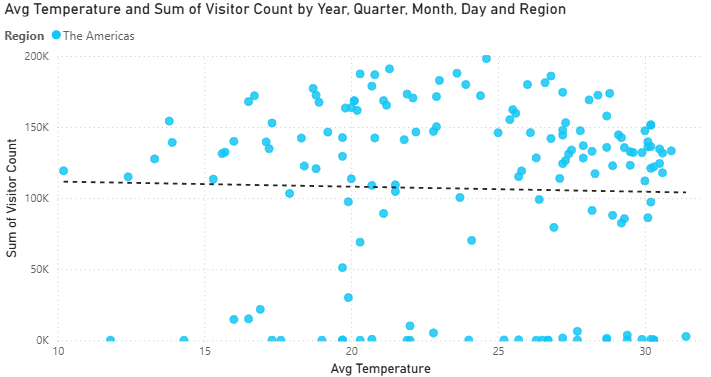 Avg Temperature and Sum of Visitor Count by Year, Quarter, Month, Day and Region
Region The Americas
200K
150K
100K
50K
0K
Sum of Visitor Count
10 15 20 25 30
Avg Temperature